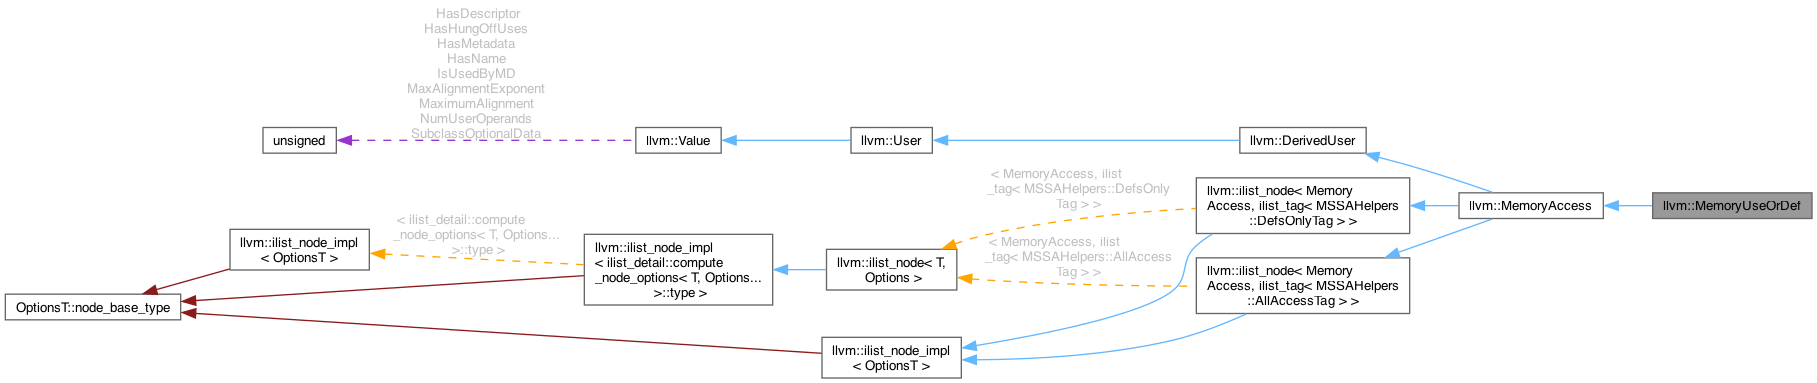 HasDescriptor
HasHungOffUses
HasMetadata
HasName
IsUsedByMD
MaxAlignmentExponent
MaximumAlignment
NumUserOperands
SubclassOptionalData
unsigned
llvm::Value
llvm::User
llvm::DerivedUser
< MemoryAccess, ilist
_tag< MSSAHelpers::DefsOnly
Tag > >
llvm::ilist_node< Memory
Access, ilist_tag< MSSAHelpers
::DefsOnlyTag > >
llvm::MemoryAccess
llvm::MemoryUseOrDef
< ilist_detail::compute
_node_options< T, Options...
>::type >
llvm::ilist_node_impl
< OptionsT >
llvm::ilist_node_impl
< ilist_detail::compute
_node_options< T, Options...
>::type >
llvm::ilist_node< T,
Options >
< MemoryAccess, ilist
_tag< MSSAHelpers::AllAccess
Tag > >
llvm::ilist_node< Memory
Access, ilist_tag< MSSAHelpers
::AllAccessTag > >
OptionsT::node_base_type
llvm::ilist_node_impl
< OptionsT >